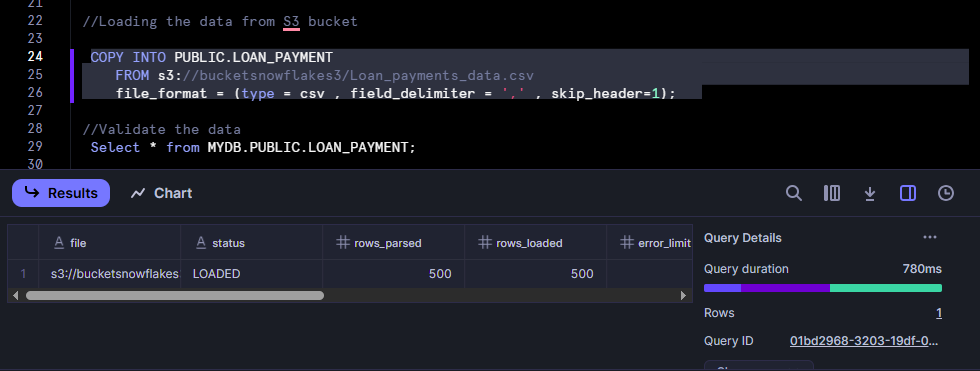 21
22 //Loading the data from S3 bucket
23
24 COPY INTO PUBLIC.LOAN_PAYMENT
25 FROM s3://bucketsnowflakes3/Loan_payments_data.csv
26 file_format = (type = csv , field_delimiter = ',' , skip_header=1);
27
28 //Validate the data
29 Select * from MYDB.PUBLIC.LOAN_PAYMENT;
30
Results Chart
file status rows_parsed rows_loaded error_limit
1 s3://bucketsnowflakes LOADED 500 500
Query Details ...
Query duration 780ms
Rows 1
Query ID 01bd2968-3203-19df-0...